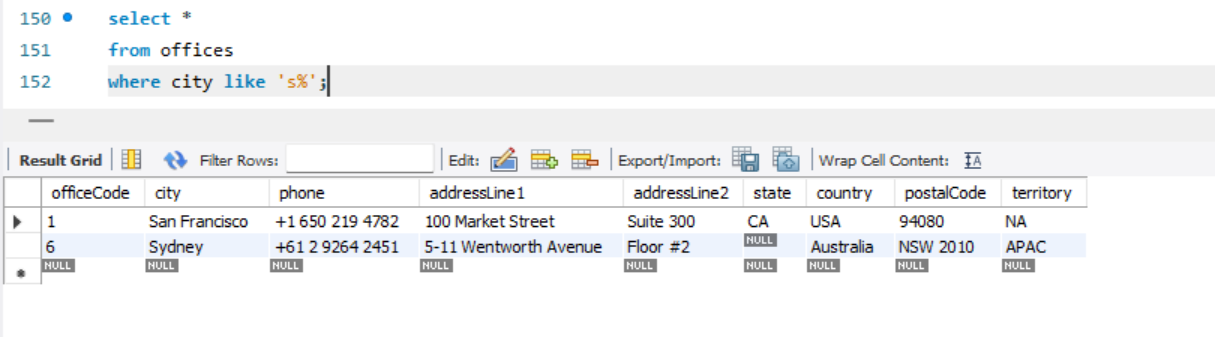 150 select *
151 from offices
152 where city like 's%';
Result Grid Filter Rows: Edit: Export/Import: Wrap Cell Content: IA
officeCode city phone addressLine1 addressLine2 state country postalCode territory
1 San Francisco +1 650 219 4782 100 Market Street Suite 300 CA USA 94080 NA
6 Sydney +61 2 9264 2451 5-11 Wentworth Avenue Floor #2 NULL Australia NSW 2010 APAC
NULL NULL NULL NULL NULL NULL NULL NULL NULL